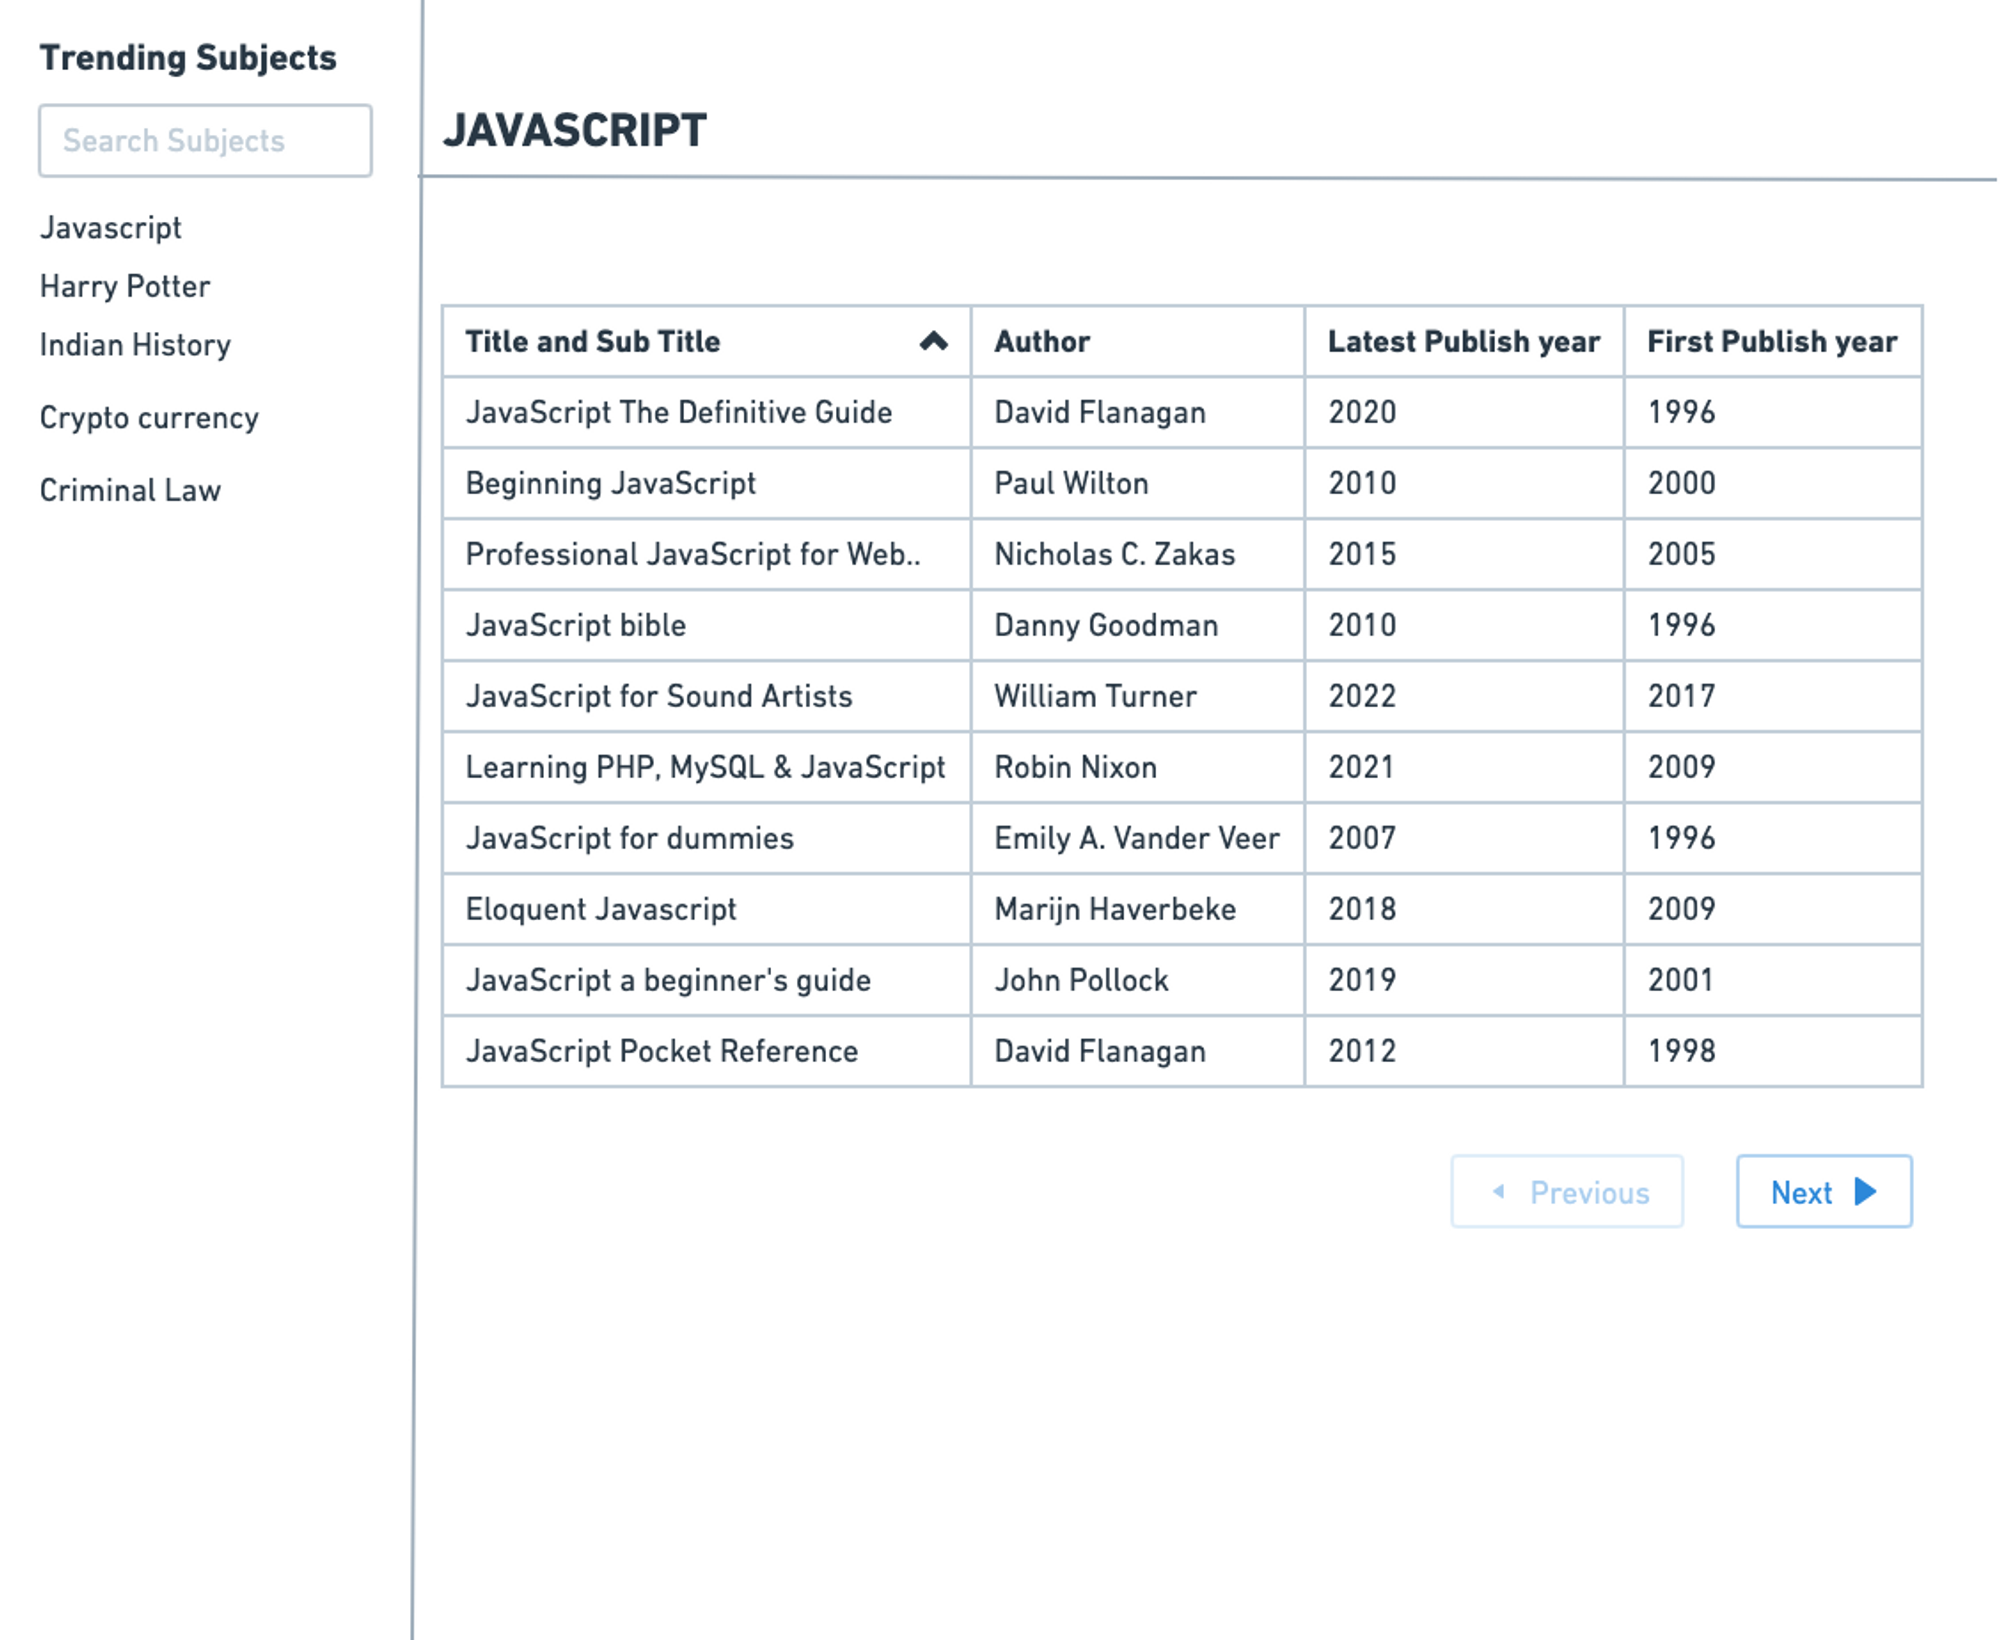 Trending Subjects
Search Subjects
Javascript
Harry Potter
Indian History
Crypto currency
Criminal Law
JAVASCRIPT
Title and Sub Title Author Latest Publish year First Publish year
JavaScript The Definitive Guide David Flanagan 2020 1996
Beginning JavaScript Paul Wilton 2010 2000
Professional JavaScript for Web.. Nicholas C. Zakas 2015 2005
JavaScript bible Danny Goodman 2010 1996
JavaScript for Sound Artists William Turner 2022 2017
Learning PHP, MySQL & JavaScript Robin Nixon 2021 2009
JavaScript for dummies Emily A. Vander Veer 2007 1996
Eloquent Javascript Marijn Haverbeke 2018 2009
JavaScript a beginner's guide John Pollock 2019 2001
JavaScript Pocket Reference David Flanagan 2012 1998
Previous Next